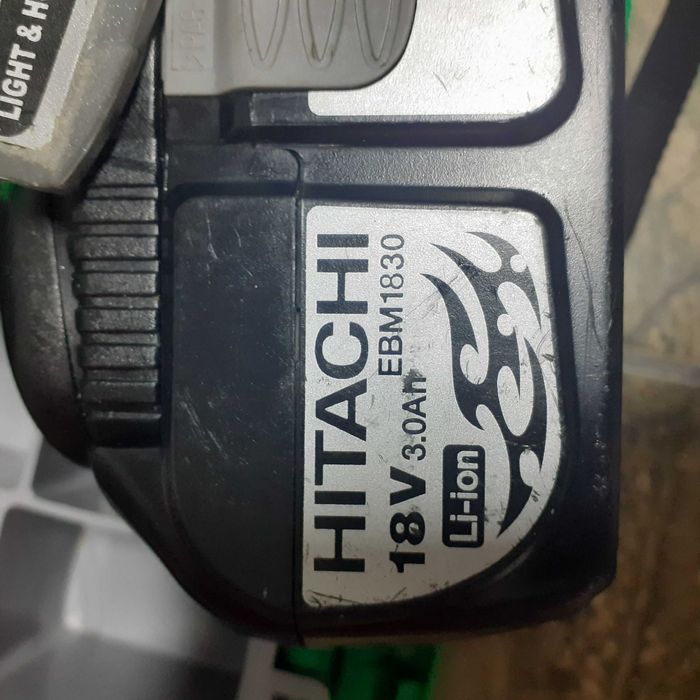 LIGHT & H
HITACHI
18V 3.0Ah EBM1830
Li-ion